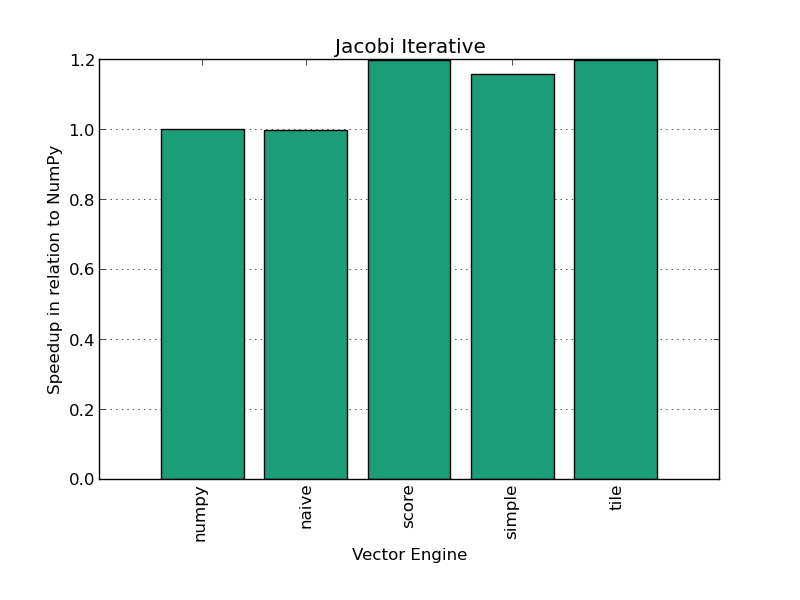 Jacobi Iterative
1.2
1.0
0.8
0.6
0.4
0.2
0.0
Speedup in relation to NumPy
numpy
naive
score
simple
tile
Vector Engine